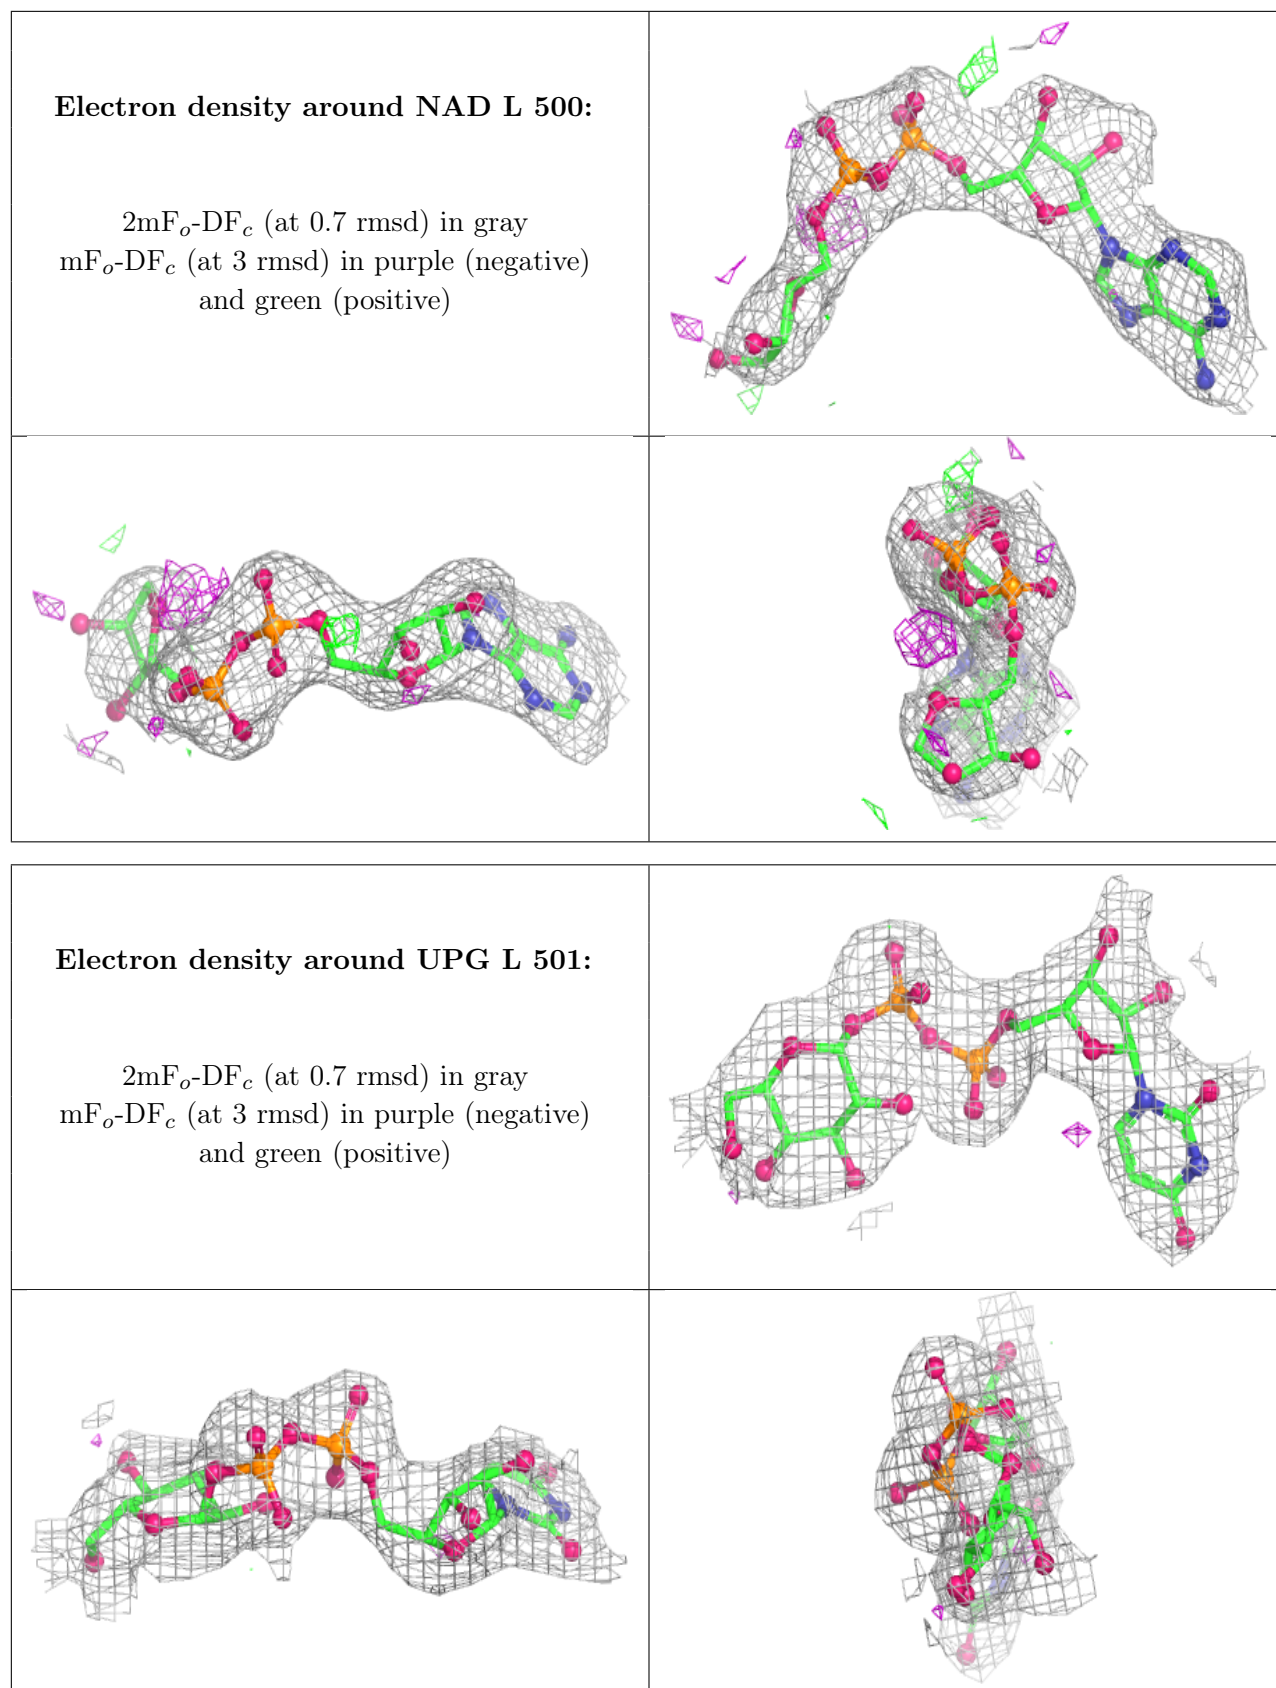 Electron density around NAD L 500:
2mFo-DFc (at 0.7 rmsd) in gray
mFo-DFc (at 3 rmsd) in purple (negative)
and green (positive)
Electron density around UPG L 501:
2mFo-DFc (at 0.7 rmsd) in gray
mFo-DFc (at 3 rmsd) in purple (negative)
and green (positive)